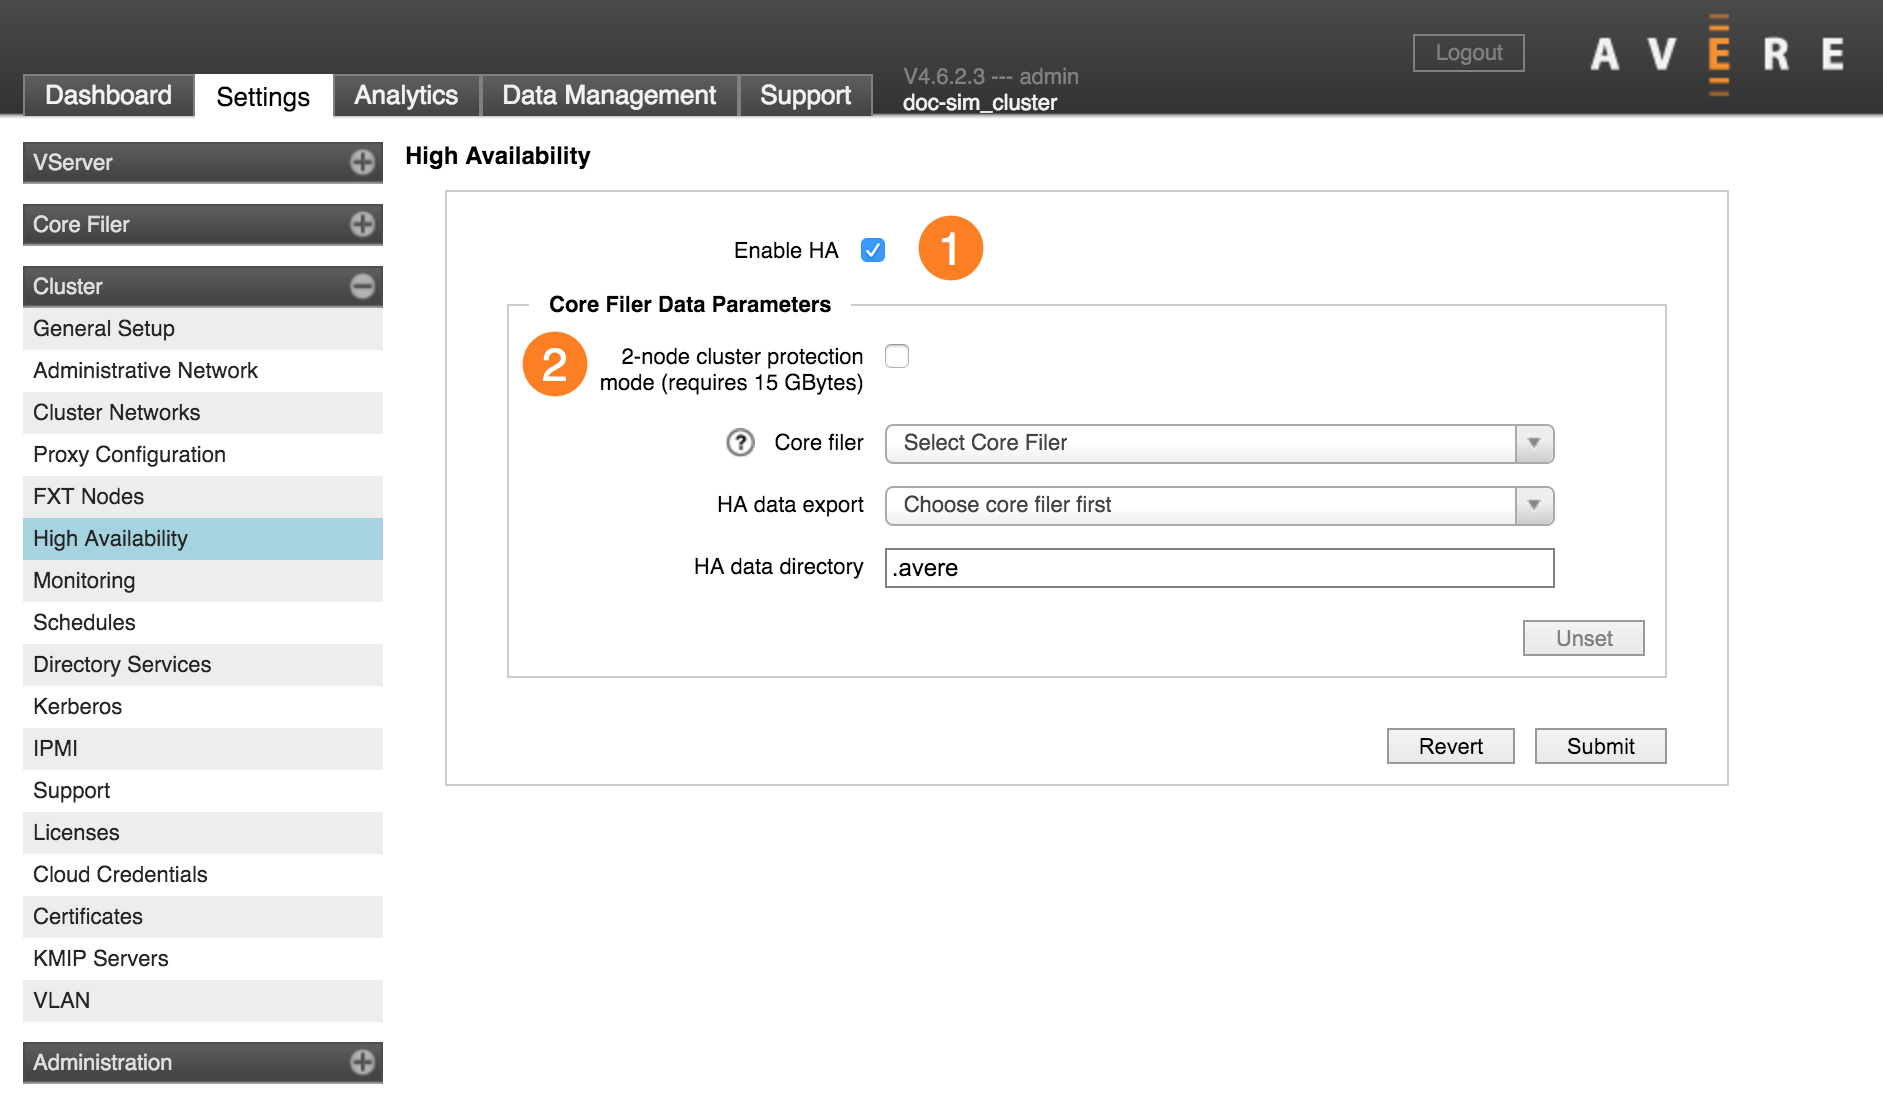 Logout
AVERE
V4.6.2.3 --- admin
Dashboard Settings Analytics Data Management Support doc-sim_cluster
VServer
Core Filer
Cluster
General Setup
Administrative Network
Cluster Networks
Proxy Configuration
FXT Nodes
High Availability
Monitoring
Schedules
Directory Services
Kerberos
IPMI
Support
Licenses
Cloud Credentials
Certificates
KMIP Servers
VLAN
Administration
High Availability
Enable HA 1
Core Filer Data Parameters
2 2-node cluster protection
mode (requires 15 GBytes)
? Core filer Select Core Filer
HA data export Choose core filer first
HA data directory .avere
Unset
Revert Submit